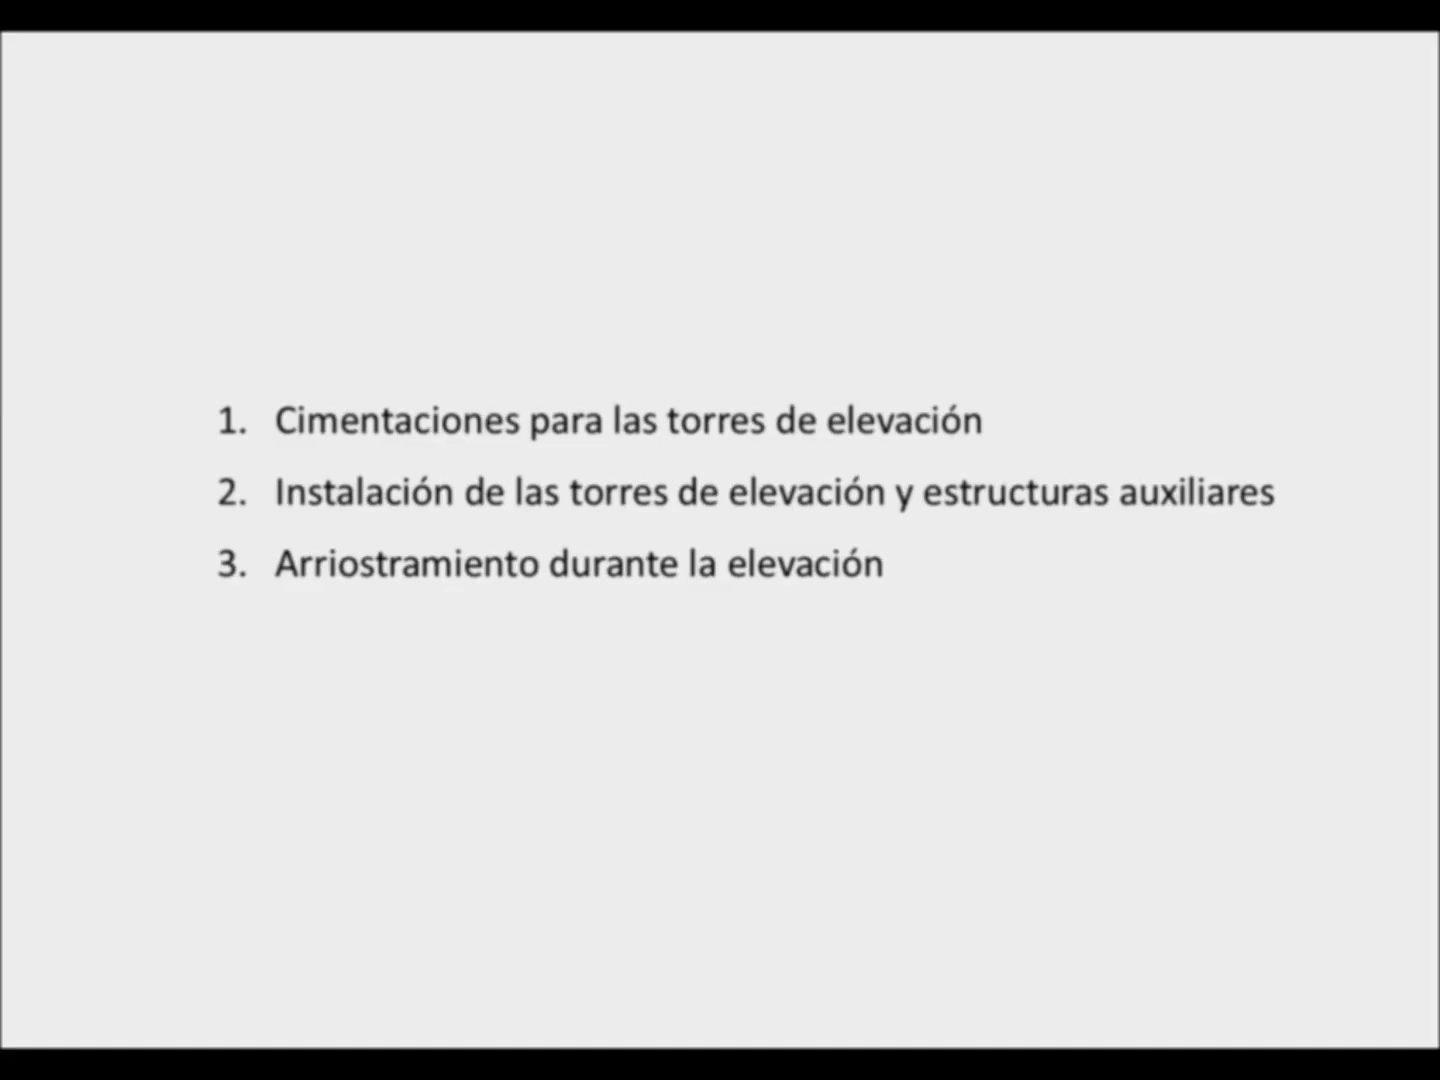 1. Cimentaciones para las torres de elevación
2. Instalación de las torres de elevación y estructuras auxiliares
3. Arriostramiento durante la elevación